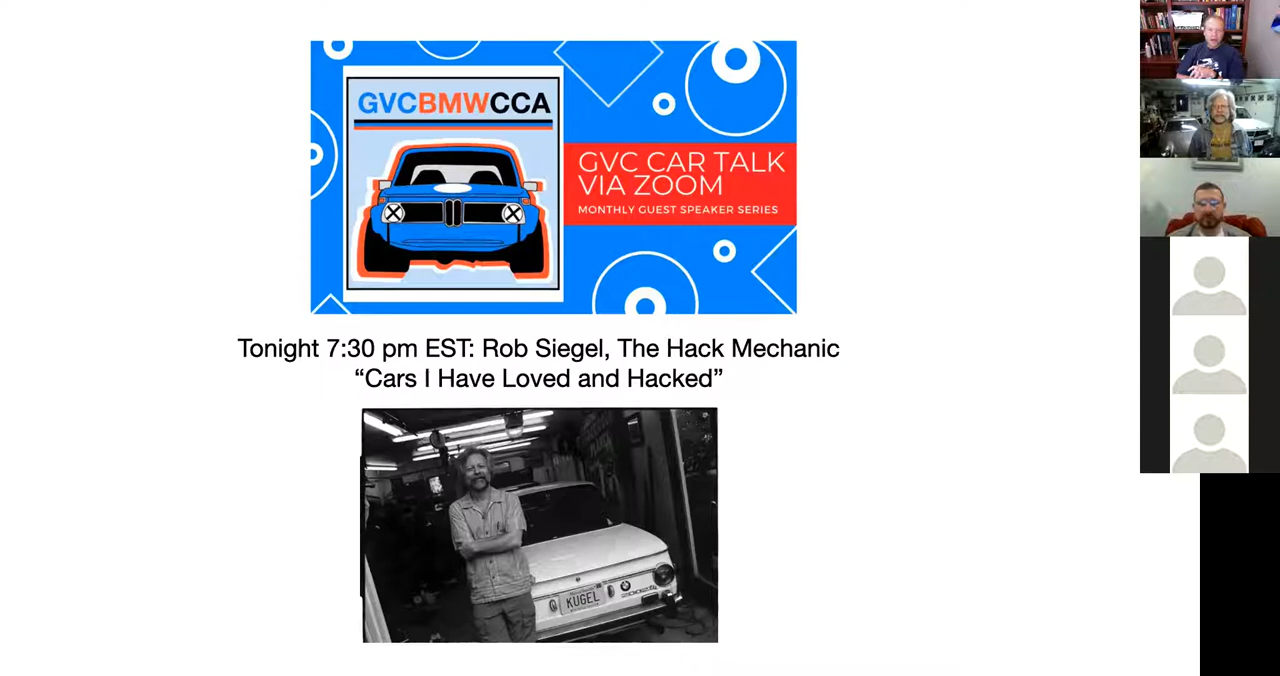 GVCBMWCCA
GVC CAR TALK
VIA ZOOM
MONTHLY GUEST SPEAKER SERIES
Tonight 7:30 pm EST: Rob Siegel, The Hack Mechanic
“Cars I Have Loved and Hacked”
KUGEL